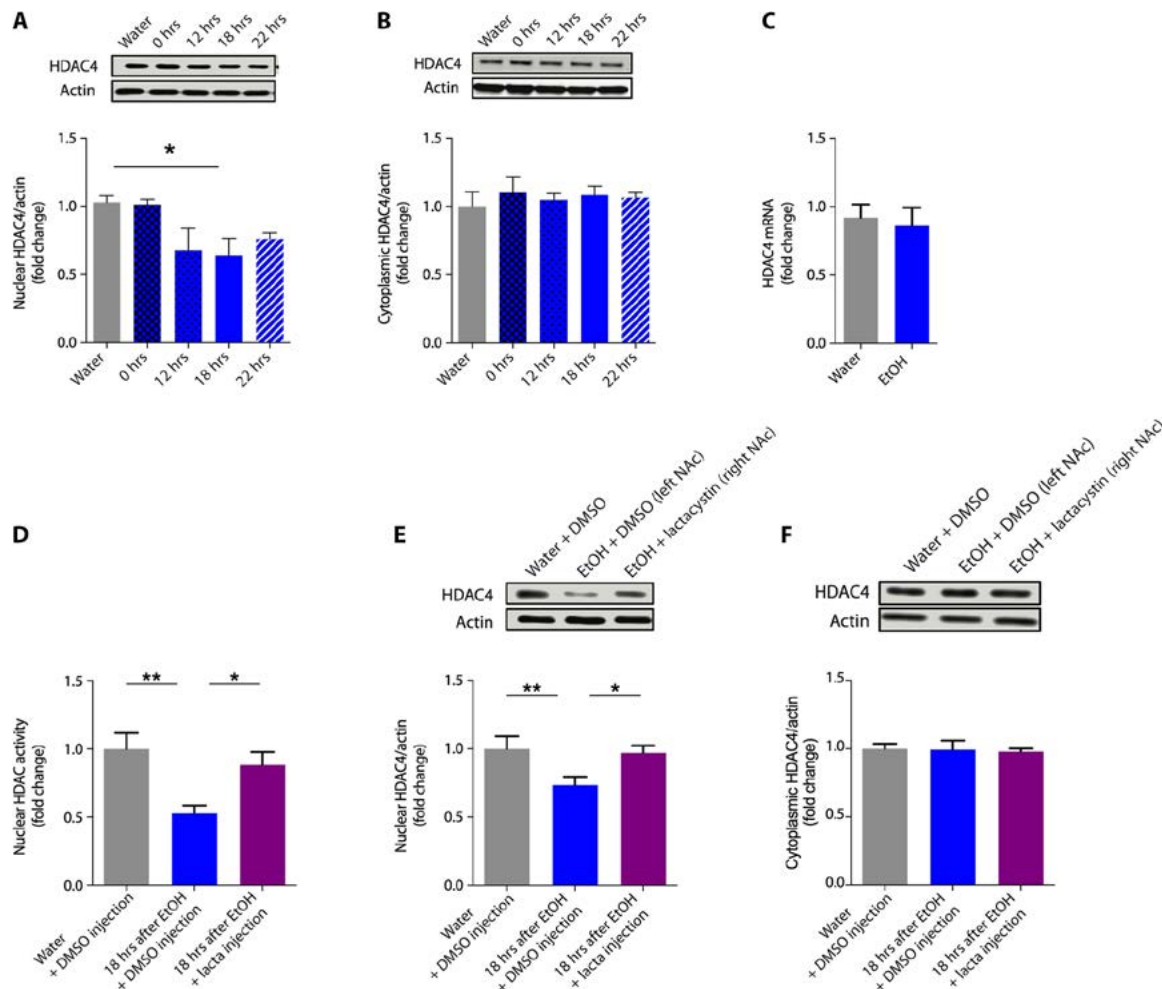 A
Water
0 hrs
12 hrs
18 hrs
22 hrs
HDAC4
Actin
Nuclear HDAC4/actin
(fold change)
1.5
1.0
0.5
0.0
*
Water
0 hrs
12 hrs
18 hrs
22 hrs
B
Water
0 hrs
12 hrs
18 hrs
22 hrs
HDAC4
Actin
Cytoplasmic HDAC4/actin
(fold change)
1.5
1.0
0.5
0.0
Water
0 hrs
12 hrs
18 hrs
22 hrs
C
HDAC4 mRNA
(fold change)
1.5
1.0
0.5
0.0
Water
EtOH
D
Nuclear HDAC activity
(fold change)
1.5
1.0
0.5
0.0
**
*
Water
+ DMSO injection
18 hrs after EtOH
+ DMSO injection
18 hrs after EtOH
+ lacta injection
E
Water + DMSO
EtOH + DMSO (left NAc)
EtOH + lactacystin (right NAc)
HDAC4
Actin
Nuclear HDAC4/actin
(fold change)
1.5
1.0
0.5
0.0
**
*
Water
+ DMSO injection
18 hrs after EtOH
+ DMSO injection
18 hrs after EtOH
+ lacta injection
F
Water + DMSO
EtOH + DMSO (left NAc)
EtOH + lactacystin (right NAc)
HDAC4
Actin
Cytoplasmic HDAC4/actin
(fold change)
1.5
1.0
0.5
0.0
Water
+ DMSO injection
18 hrs after EtOH
+ DMSO injection
18 hrs after EtOH
+ lacta injection